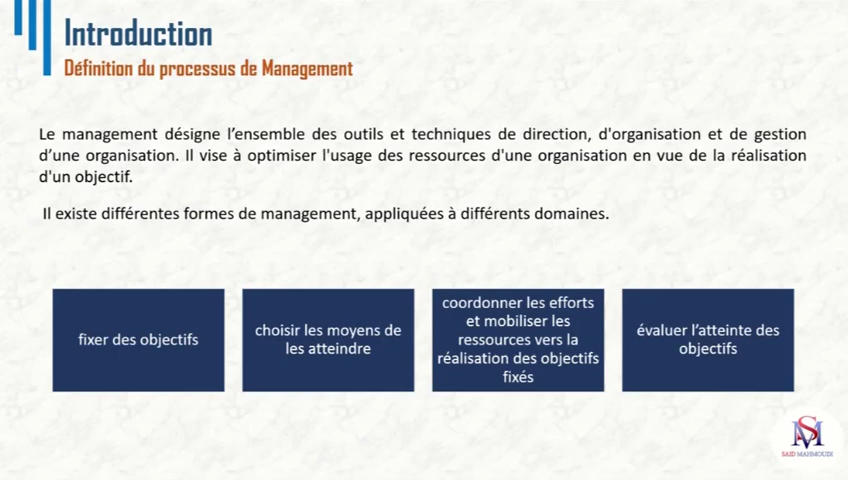 Introduction
Définition du processus de Management
Le management désigne l’ensemble des outils et techniques de direction, d'organisation et de gestion
d’une organisation. Il vise à optimiser l'usage des ressources d'une organisation en vue de la réalisation
d'un objectif.
Il existe différentes formes de management, appliquées à différents domaines.
fixer des objectifs
choisir les moyens de
les atteindre
coordonner les efforts
et mobiliser les
ressources vers la
réalisation des objectifs
fixés
évaluer l’atteinte des
objectifs
SM
SAID MAHMOUDI